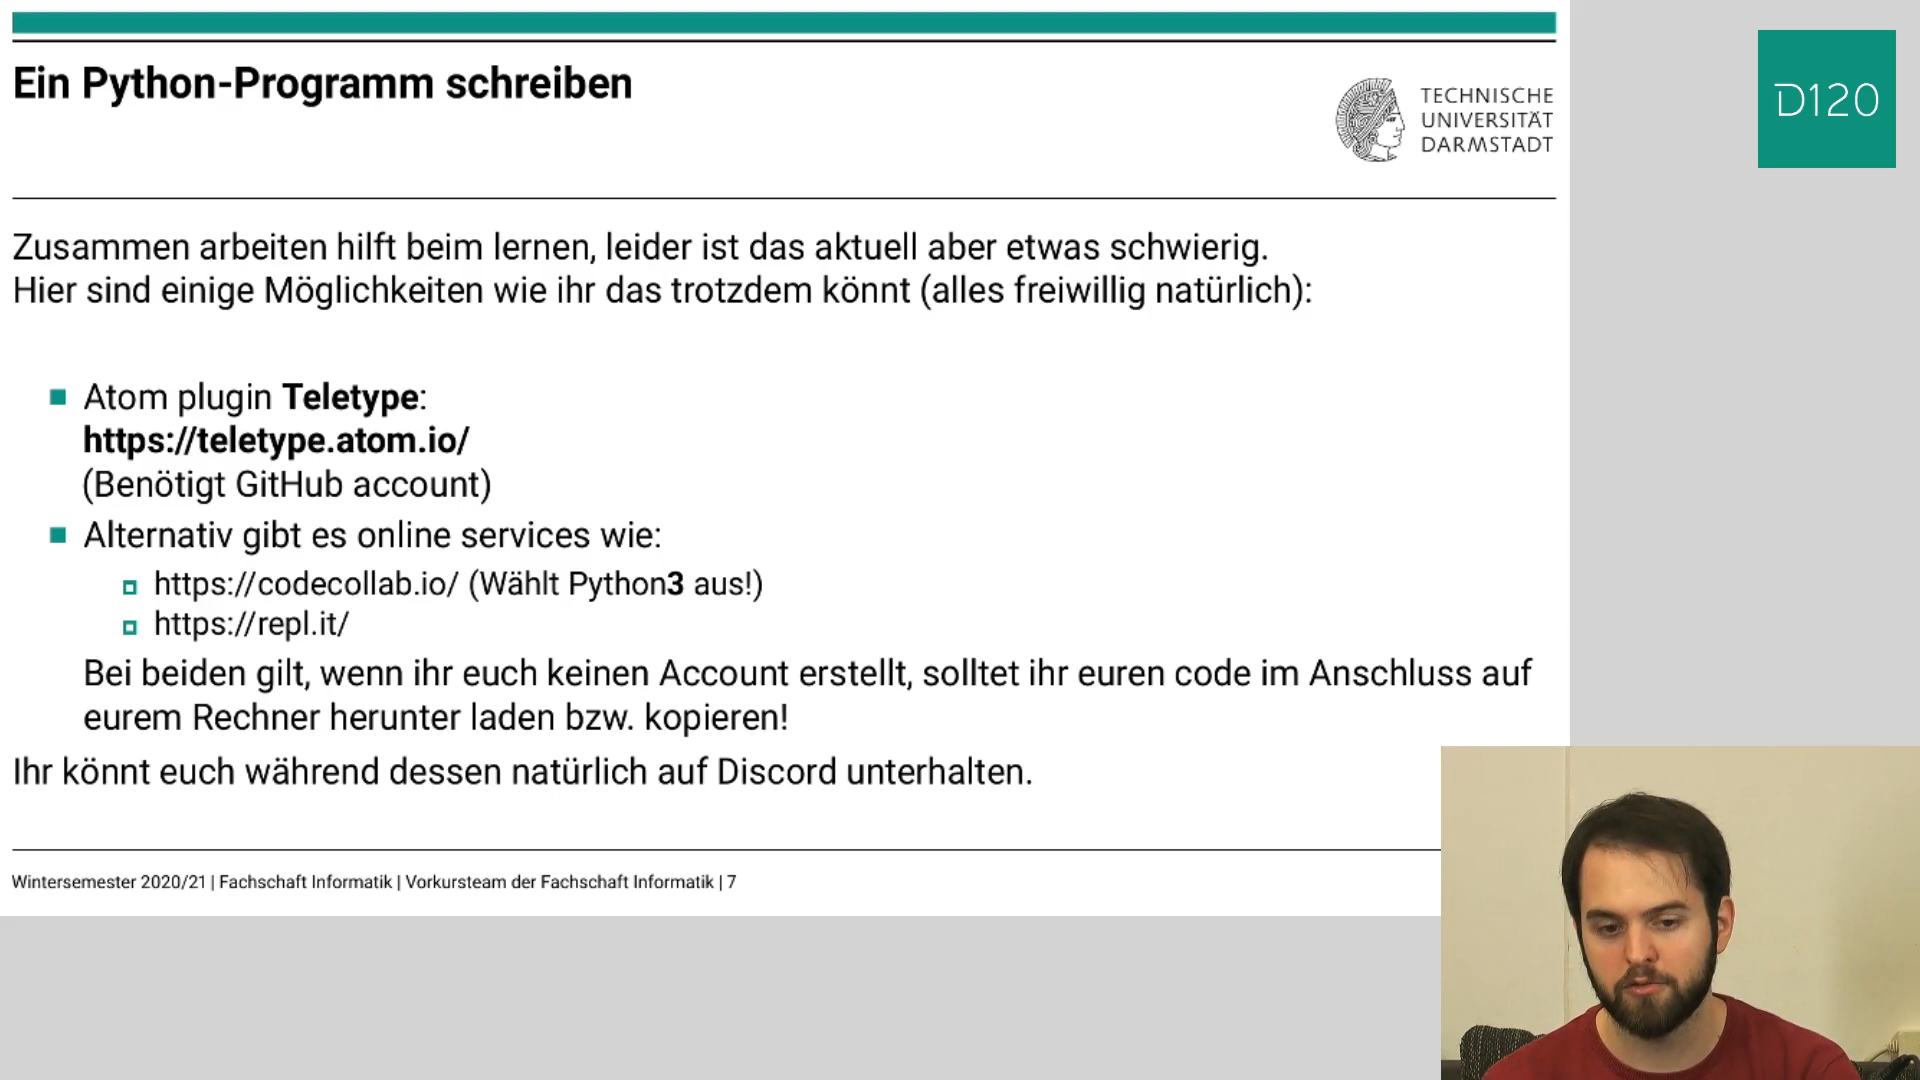 Ein Python-Programm schreiben
TECHNISCHE
UNIVERSITÄT
DARMSTADT
D120
Zusammen arbeiten hilft beim lernen, leider ist das aktuell aber etwas schwierig.
Hier sind einige Möglichkeiten wie ihr das trotzdem könnt (alles freiwillig natürlich):
Atom plugin Teletype:
https://teletype.atom.io/
(Benötigt GitHub account)
Alternativ gibt es online services wie:
https://codecollab.io/ (Wählt Python3 aus!)
https://repl.it/
Bei beiden gilt, wenn ihr euch keinen Account erstellt, solltet ihr euren code im Anschluss auf
eurem Rechner herunter laden bzw. kopieren!
Ihr könnt euch während dessen natürlich auf Discord unterhalten.
Wintersemester 2020/21 | Fachschaft Informatik | Vorkursteam der Fachschaft Informatik | 7